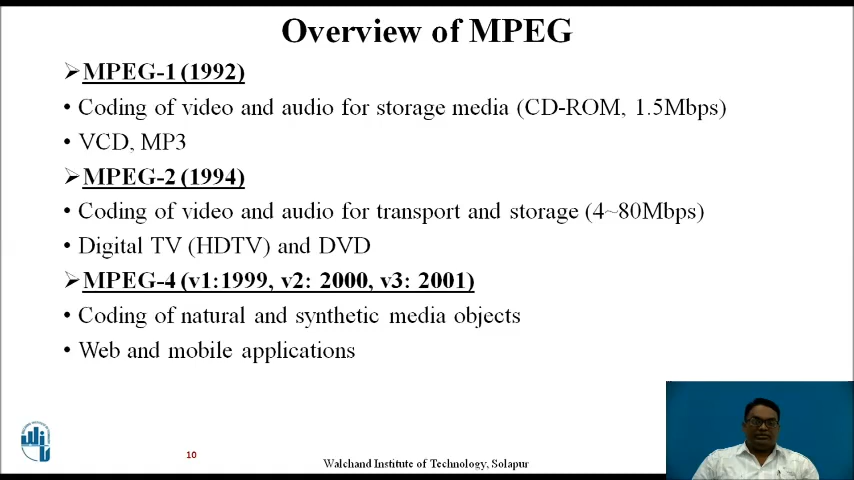 Overview of MPEG
➢MPEG-1 (1992)
• Coding of video and audio for storage media (CD-ROM, 1.5Mbps)
• VCD, MP3
➢MPEG-2 (1994)
• Coding of video and audio for transport and storage (4~80Mbps)
• Digital TV (HDTV) and DVD
➢MPEG-4 (v1:1999, v2: 2000, v3: 2001)
• Coding of natural and synthetic media objects
• Web and mobile applications
10
Walchand Institute of Technology, Solapur